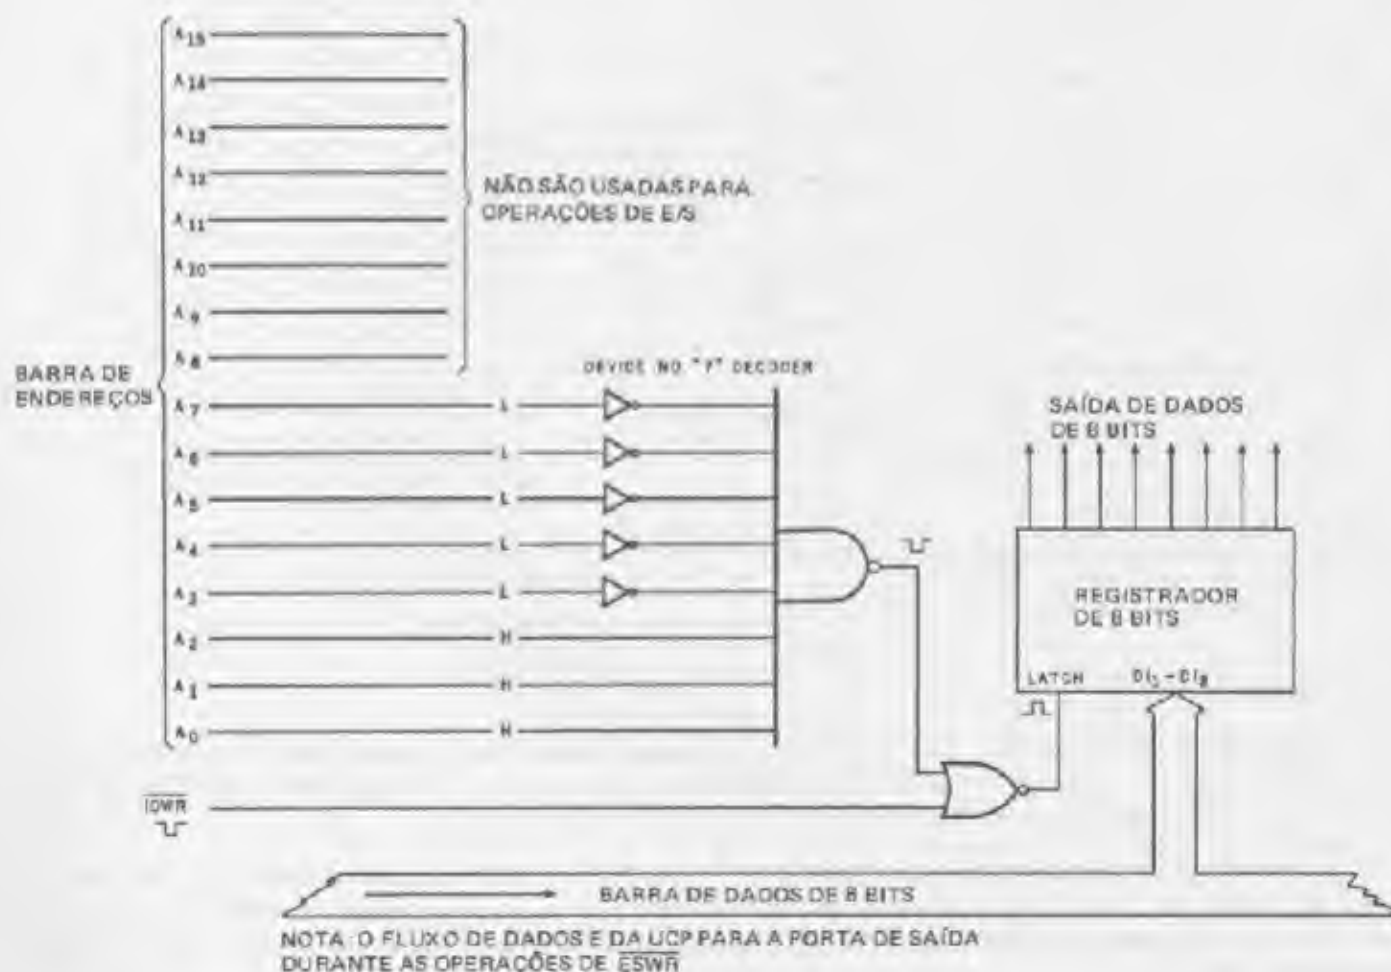 A15
A14
A13
A12
A11
A10
A9
A8
NÃO SÃO USADAS PARA
OPERAÇÕES DE E/S
BARRA DE
ENDEREÇOS
DEVICE NO. "7" DECODER
A7 L
A6 L
A5 L
A4 L
A3 L
A2 H
A1 H
A0 H
SAÍDA DE DADOS
DE 8 BITS
REGISTRADOR
DE 8 BITS
LATCH DI1-DI8
IOWR
BARRA DE DADOS DE 8 BITS
NOTA: O FLUXO DE DADOS E DA UCP PARA A PORTA DE SAÍDA
DURANTE AS OPERAÇÕES DE ESWR